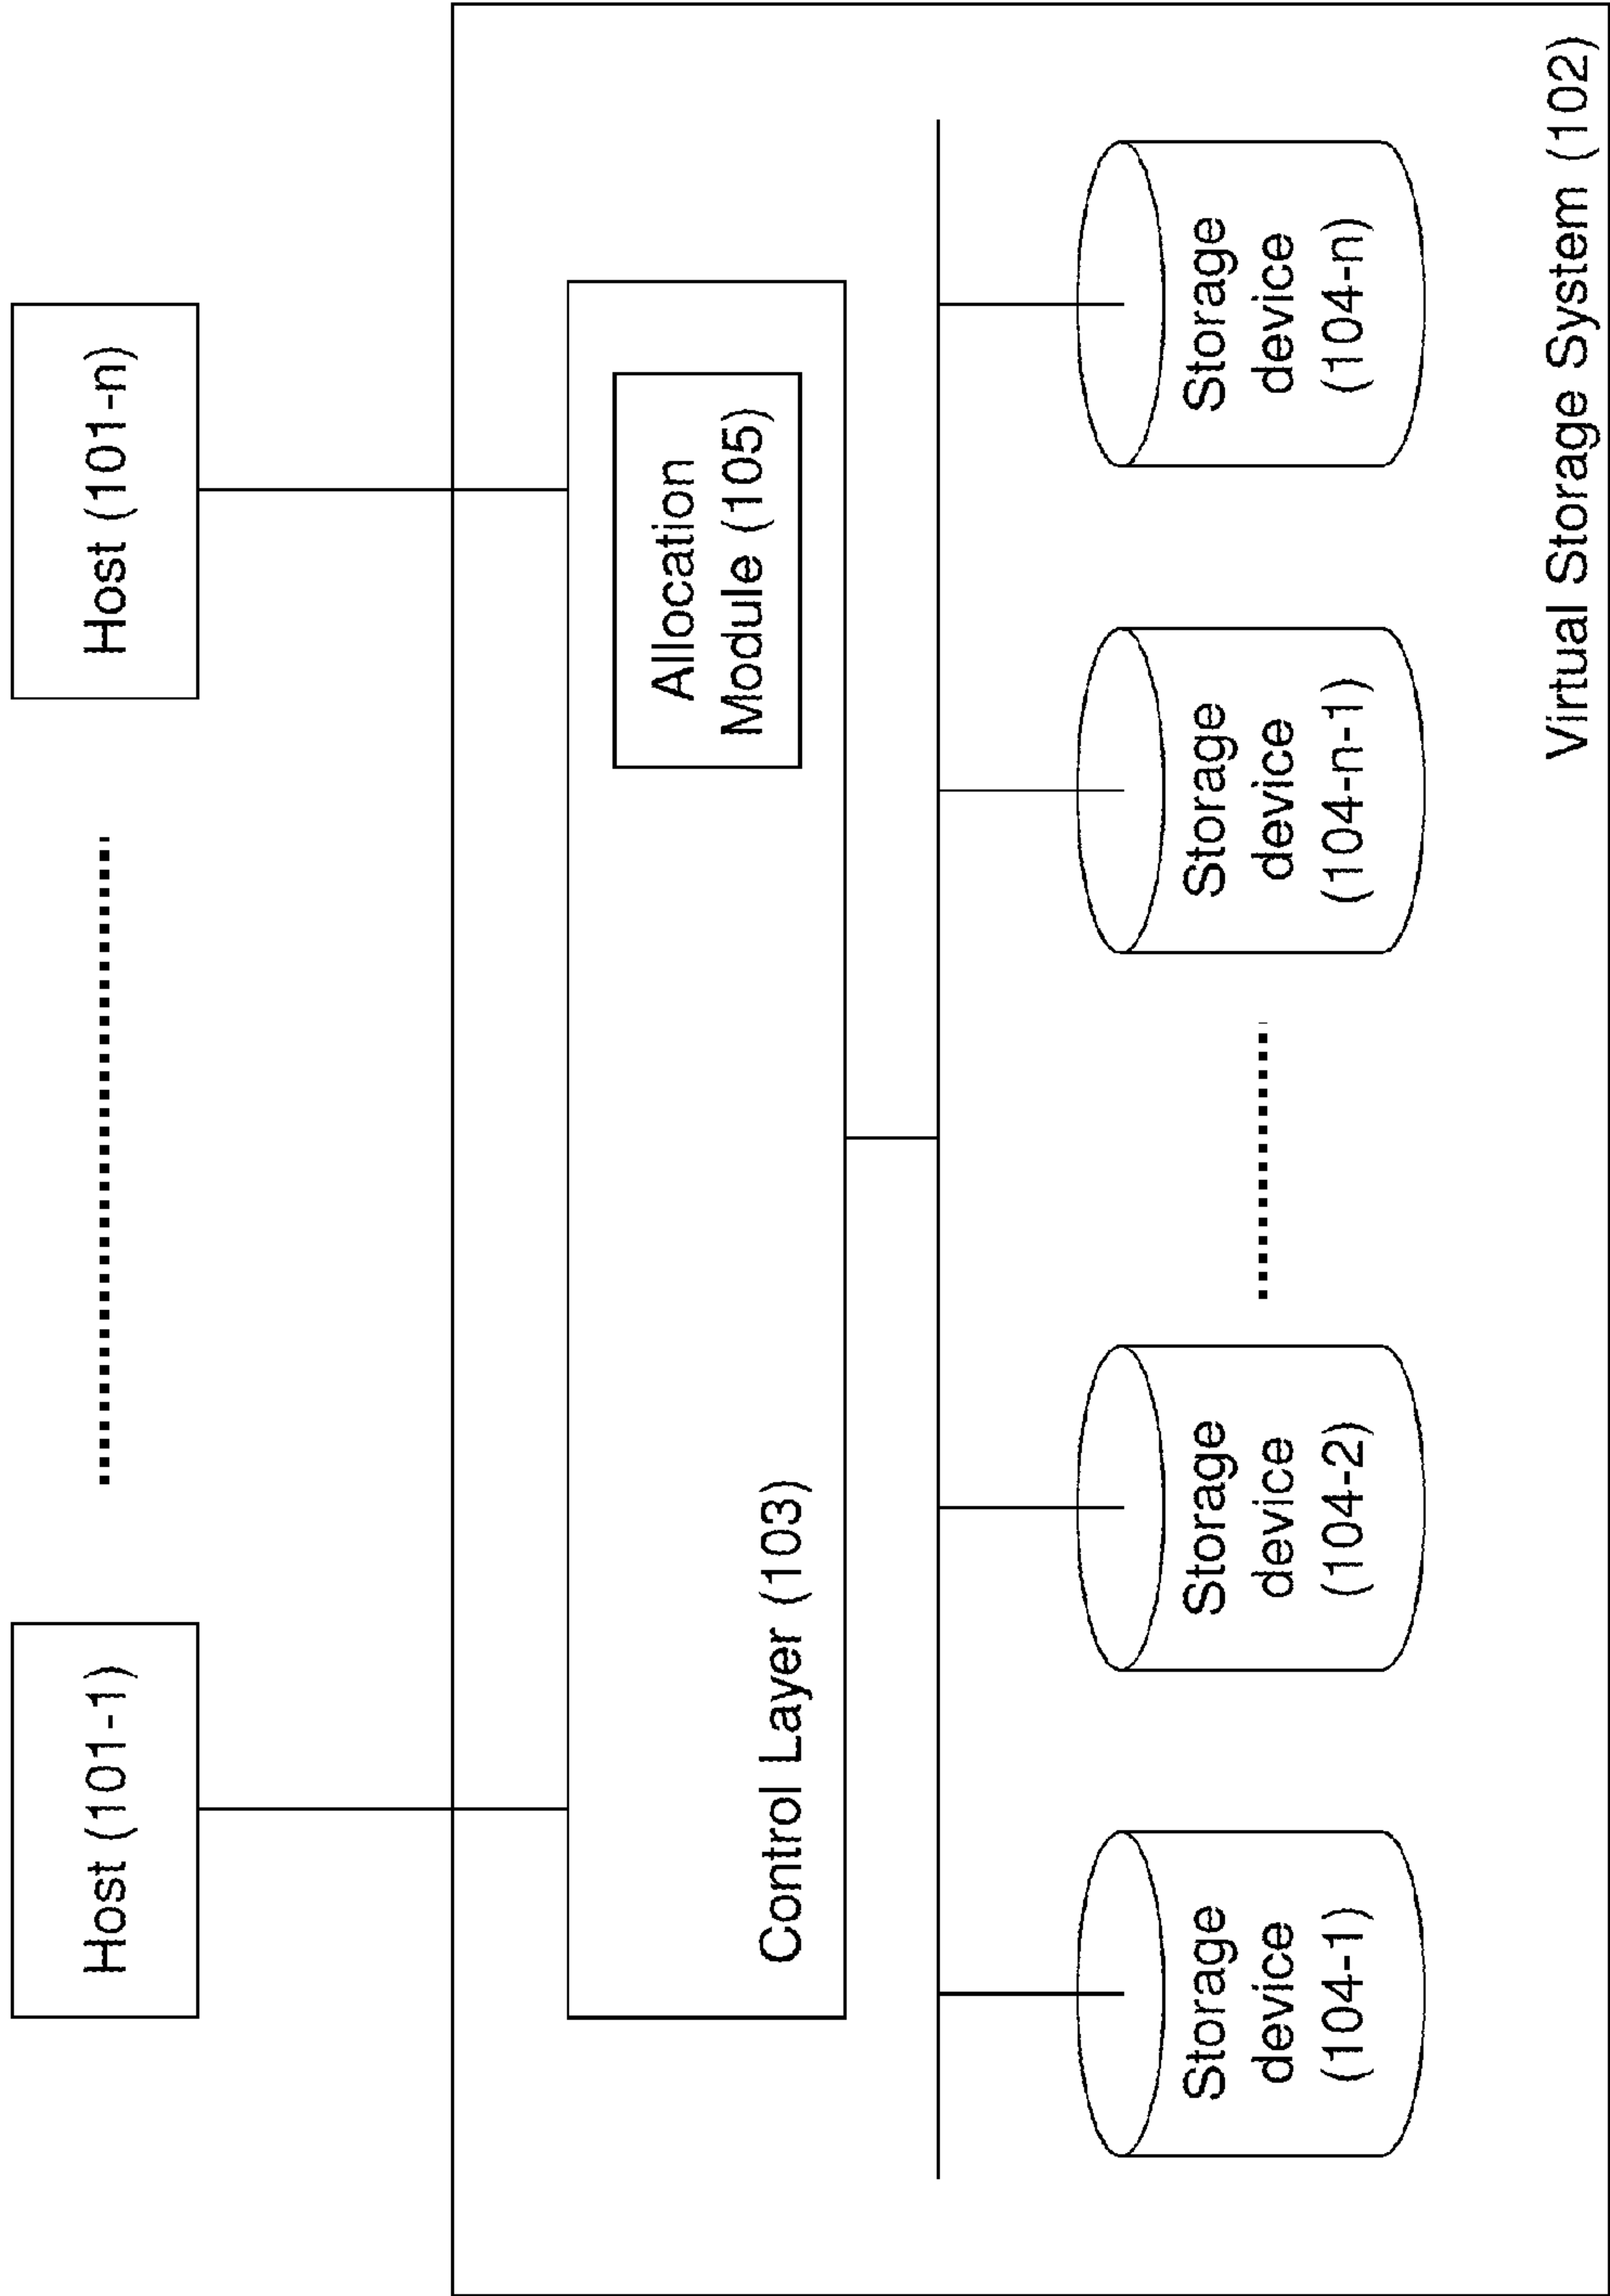 Host (101-1)
Host (101-n)
Allocation
Module (105)
Control Layer (103)
Storage
device
(104-1)
Storage
device
(104-2)
Storage
device
(104-n-1)
Storage
device
(104-n)
Virtual Storage System (102)